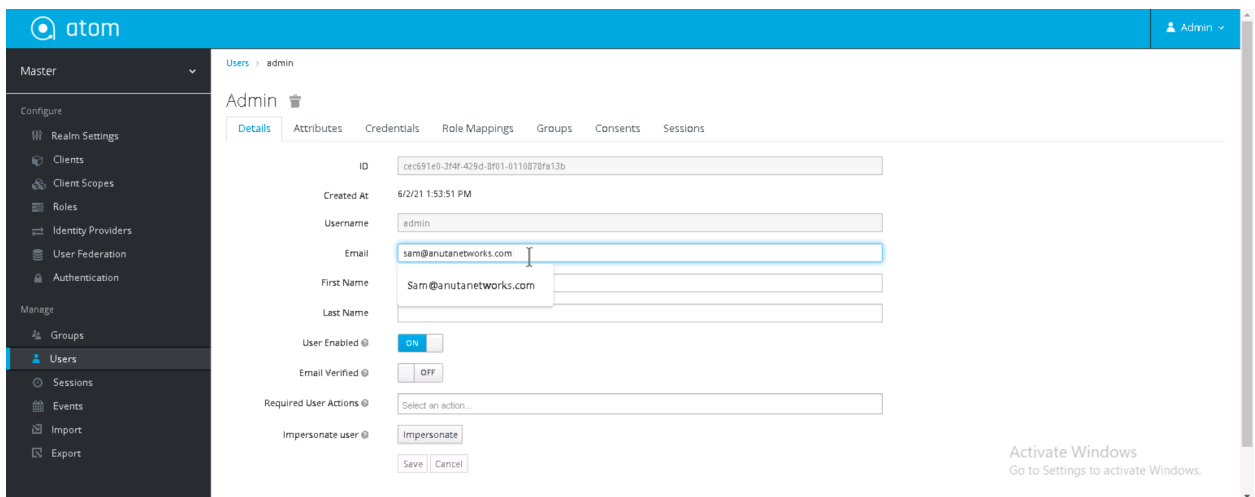 atom
Admin
Master
Users > admin
Configure
Admin
Realm Settings
Details Attributes Credentials Role Mappings Groups Consents Sessions
Clients
ID cec691e0-3f4f-429d-8f01-0110878fa13b
Client Scopes
Created At 6/2/21 1:53:51 PM
Roles
Username admin
Identity Providers
User Federation
Email sam@anutanetworks.com
Authentication
First Name Sam@anutanetworks.com
Manage
Last Name
Groups
User Enabled ON
Users
Email Verified OFF
Sessions
Events
Required User Actions Select an action...
Import
Impersonate user Impersonate
Export
Save Cancel
Activate Windows
Go to Settings to activate Windows.